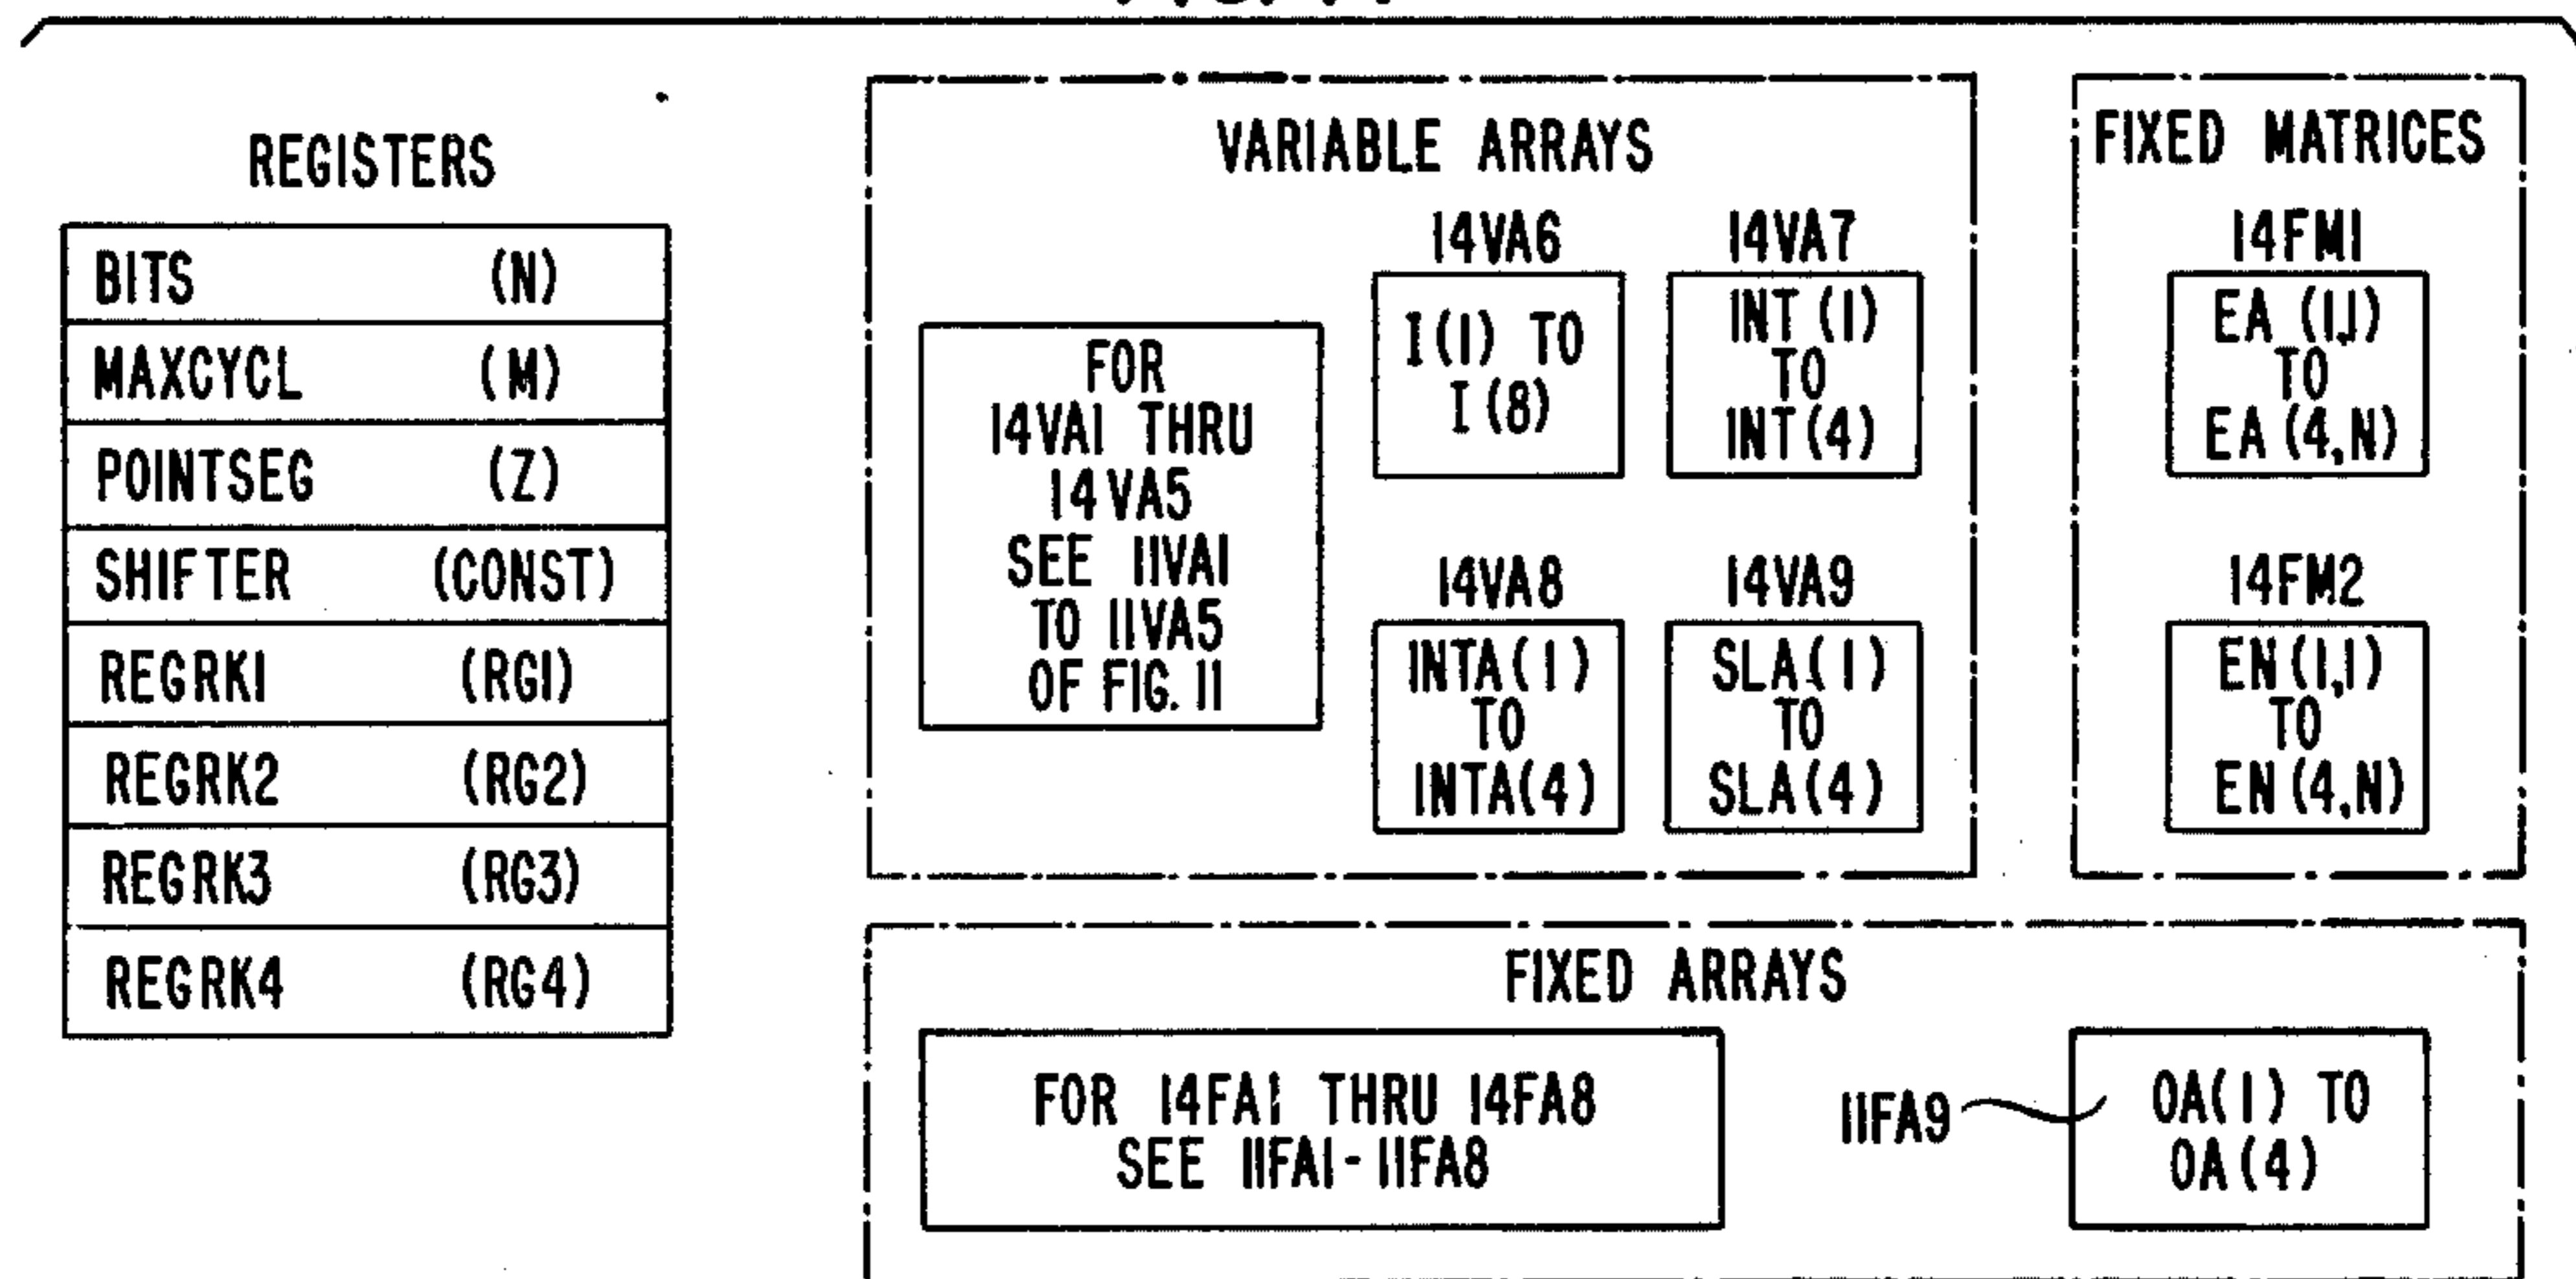 REGISTERS
BITS (N)
MAXCYCL (M)
POINTSEG (Z)
SHIFTER (CONST)
REGRK1 (RG1)
REGRK2 (RG2)
REGRK3 (RG3)
REGRK4 (RG4)
VARIABLE ARRAYS
FOR
14VA1 THRU
14VA5
SEE 11VA1
TO 11VA5
OF FIG. 11
14VA6
I(1) TO
I(8)
14VA7
INT(1)
TO
INT(4)
14VA8
INTA(1)
TO
INTA(4)
14VA9
SLA(1)
TO
SLA(4)
FIXED MATRICES
14FM1
EA(1,1)
TO
EA(4,N)
14FM2
EN(1,1)
TO
EN(4,N)
FIXED ARRAYS
FOR 14FA1 THRU 14FA8
SEE 11FA1-11FA8
11FA9
OA(1) TO
OA(4)